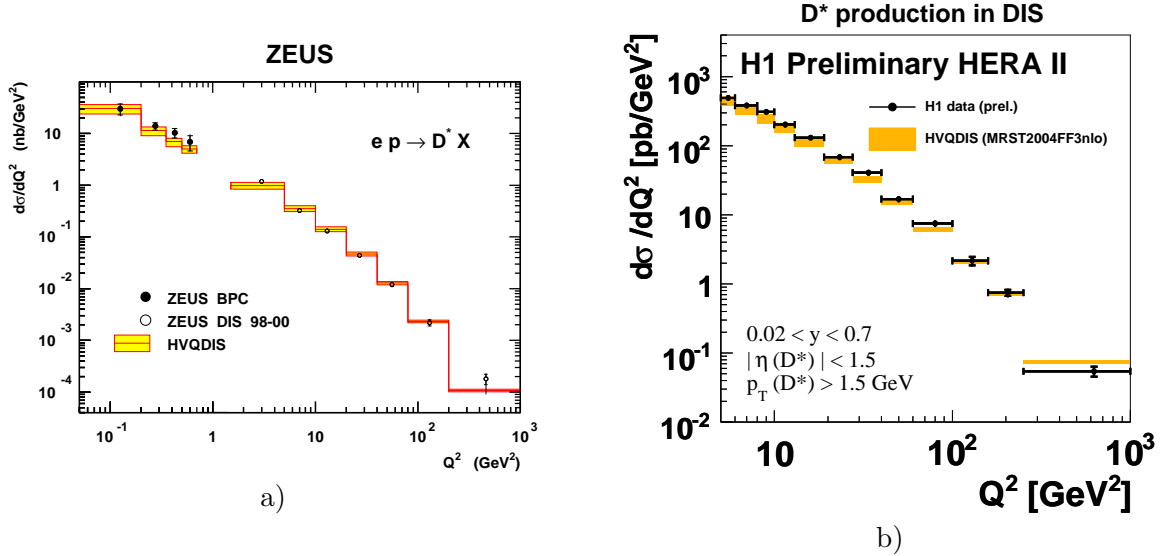 ZEUS
dσ/dQ² (nb/GeV²)
10
1
10⁻¹
10⁻²
10⁻³
10⁻⁴
e p → D* X
ZEUS BPC
ZEUS DIS 98-00
HVQDIS
10⁻¹ 1 10 10² 10³
Q² (GeV²)
a)
D* production in DIS
dσ/dQ² [pb/GeV²]
10³
10²
10
1
10⁻¹
10⁻²
H1 Preliminary HERA II
H1 data (prel.)
HVQDIS (MRST2004FF3nlo)
0.02 < y < 0.7
| η (D*) | < 1.5
p_T (D*) > 1.5 GeV
10 10² 10³
Q² [GeV²]
b)